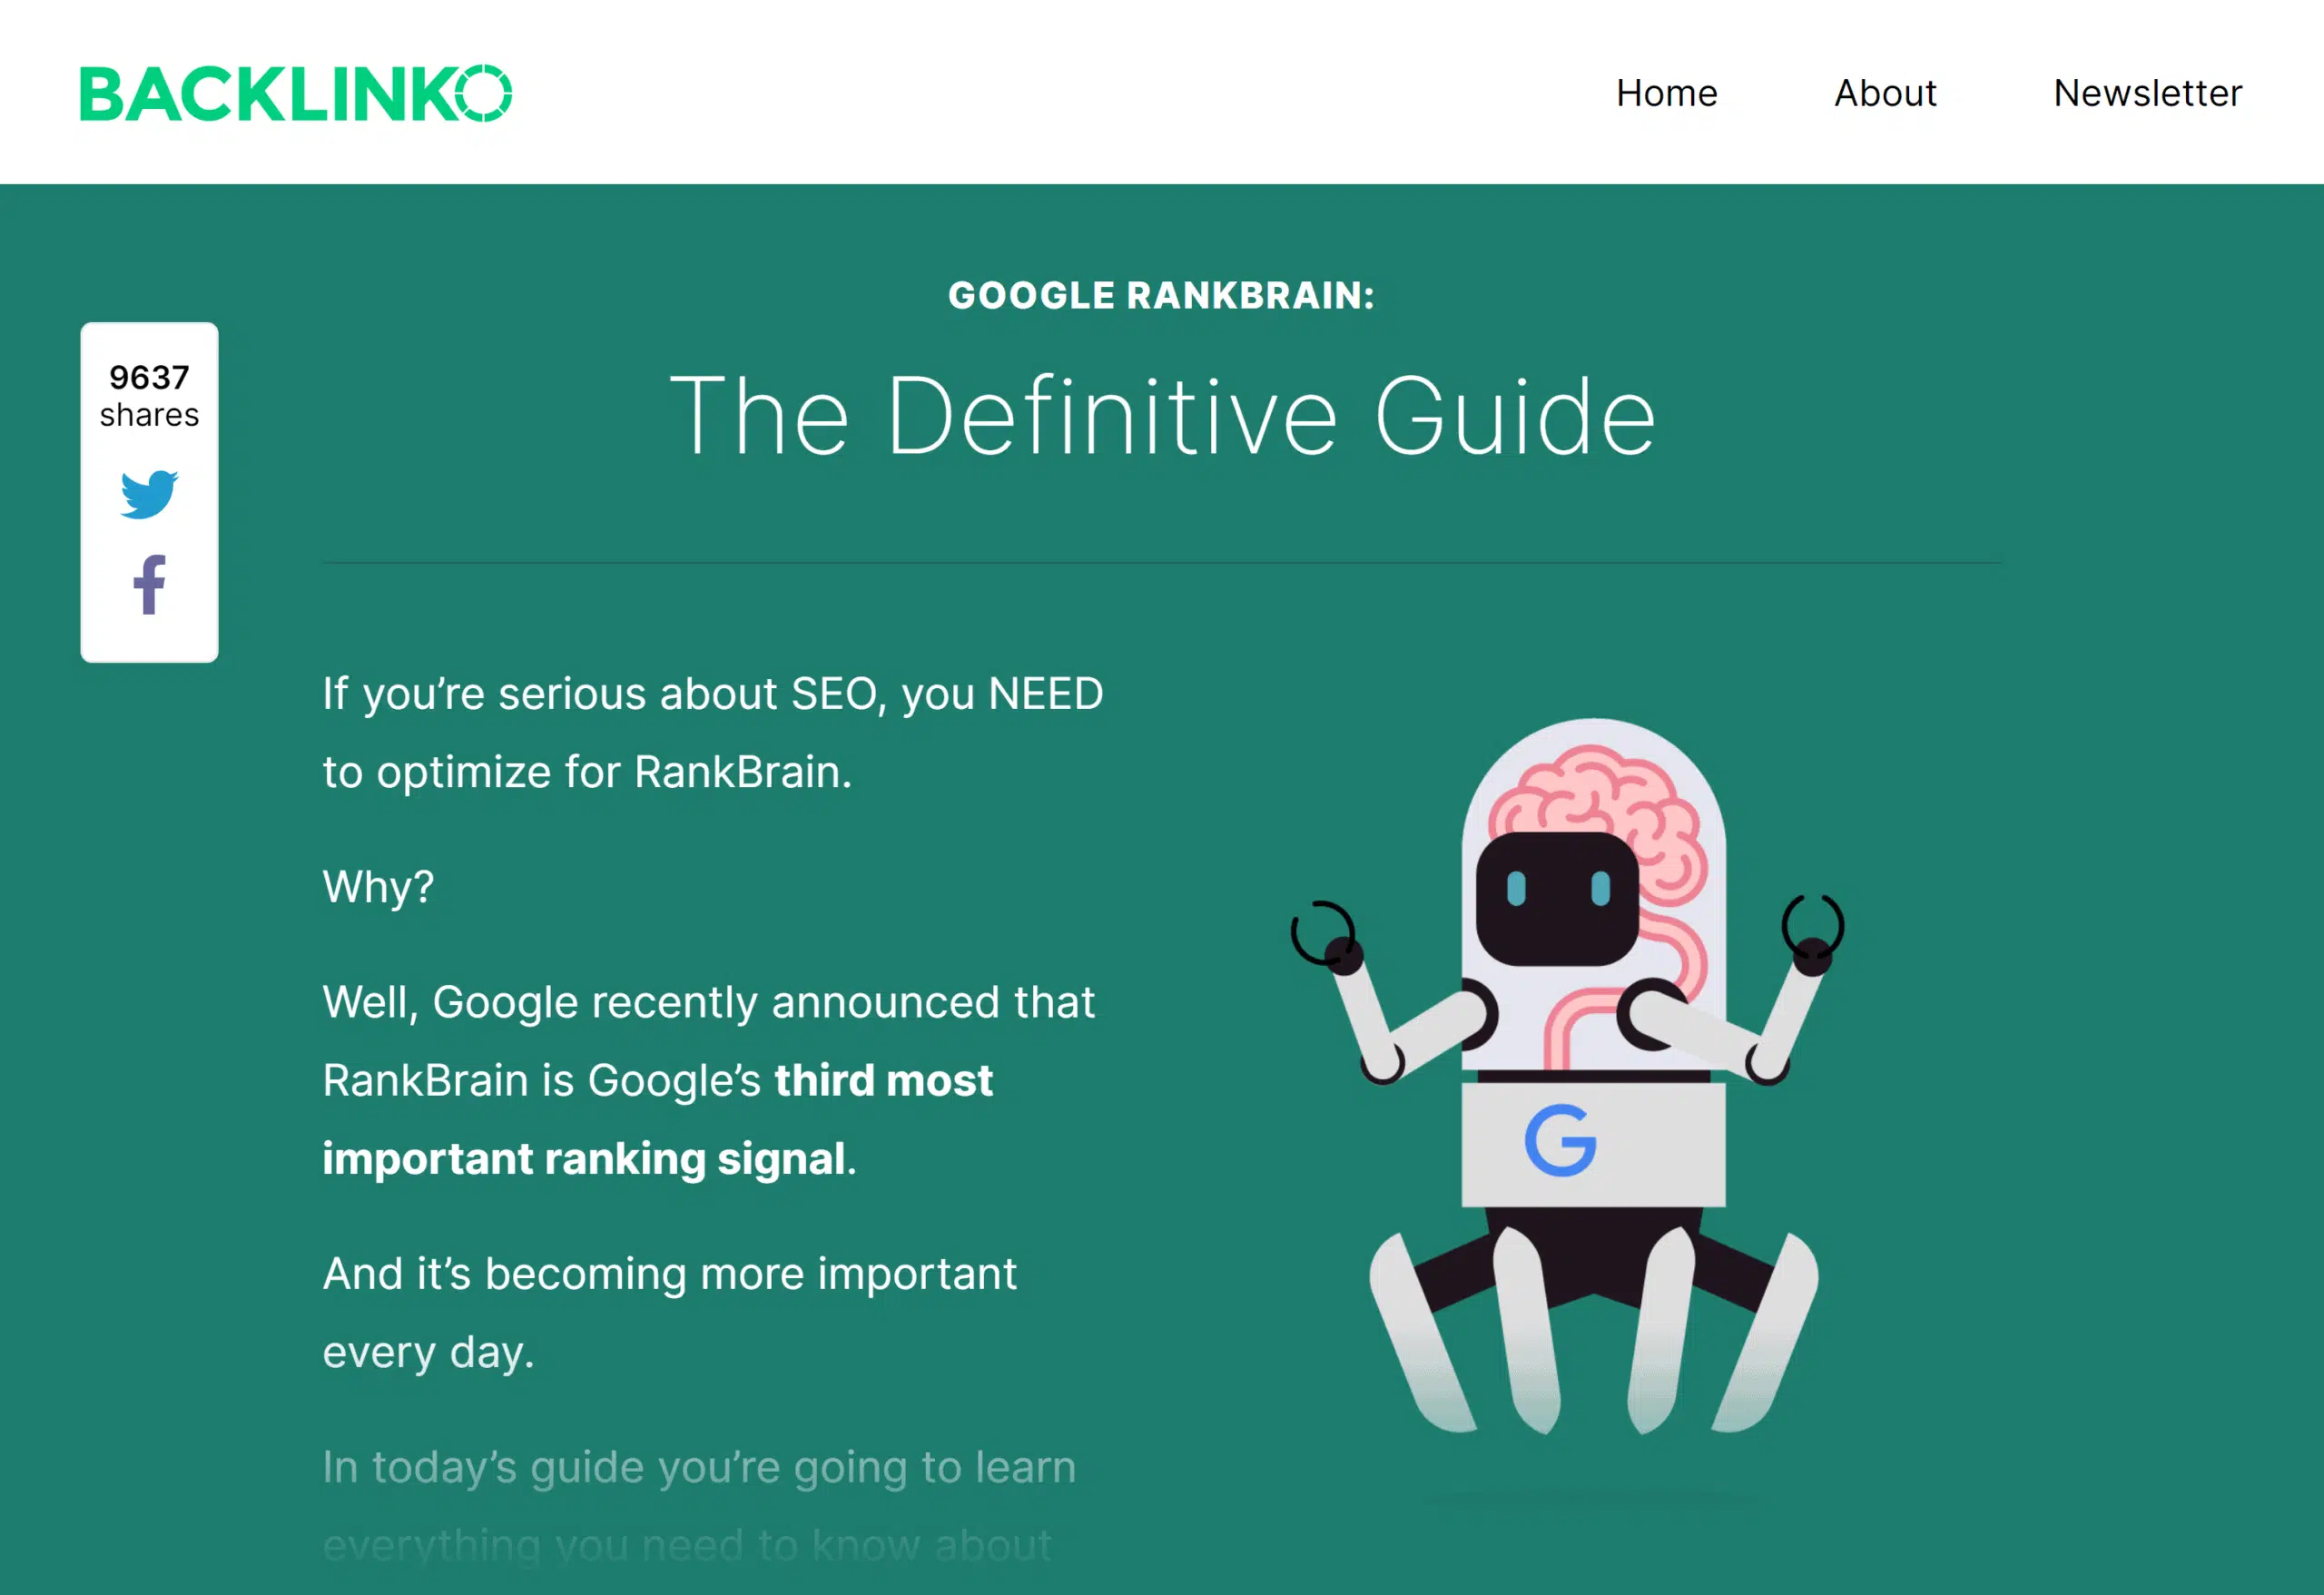 BACKLINKO
Home About Newsletter
GOOGLE RANKBRAIN:
The Definitive Guide
9637
shares
If you’re serious about SEO, you NEED
to optimize for RankBrain.
Why?
Well, Google recently announced that
RankBrain is Google’s third most
important ranking signal.
And it’s becoming more important
every day.
In today’s guide you’re going to learn
everything you need to know about
G